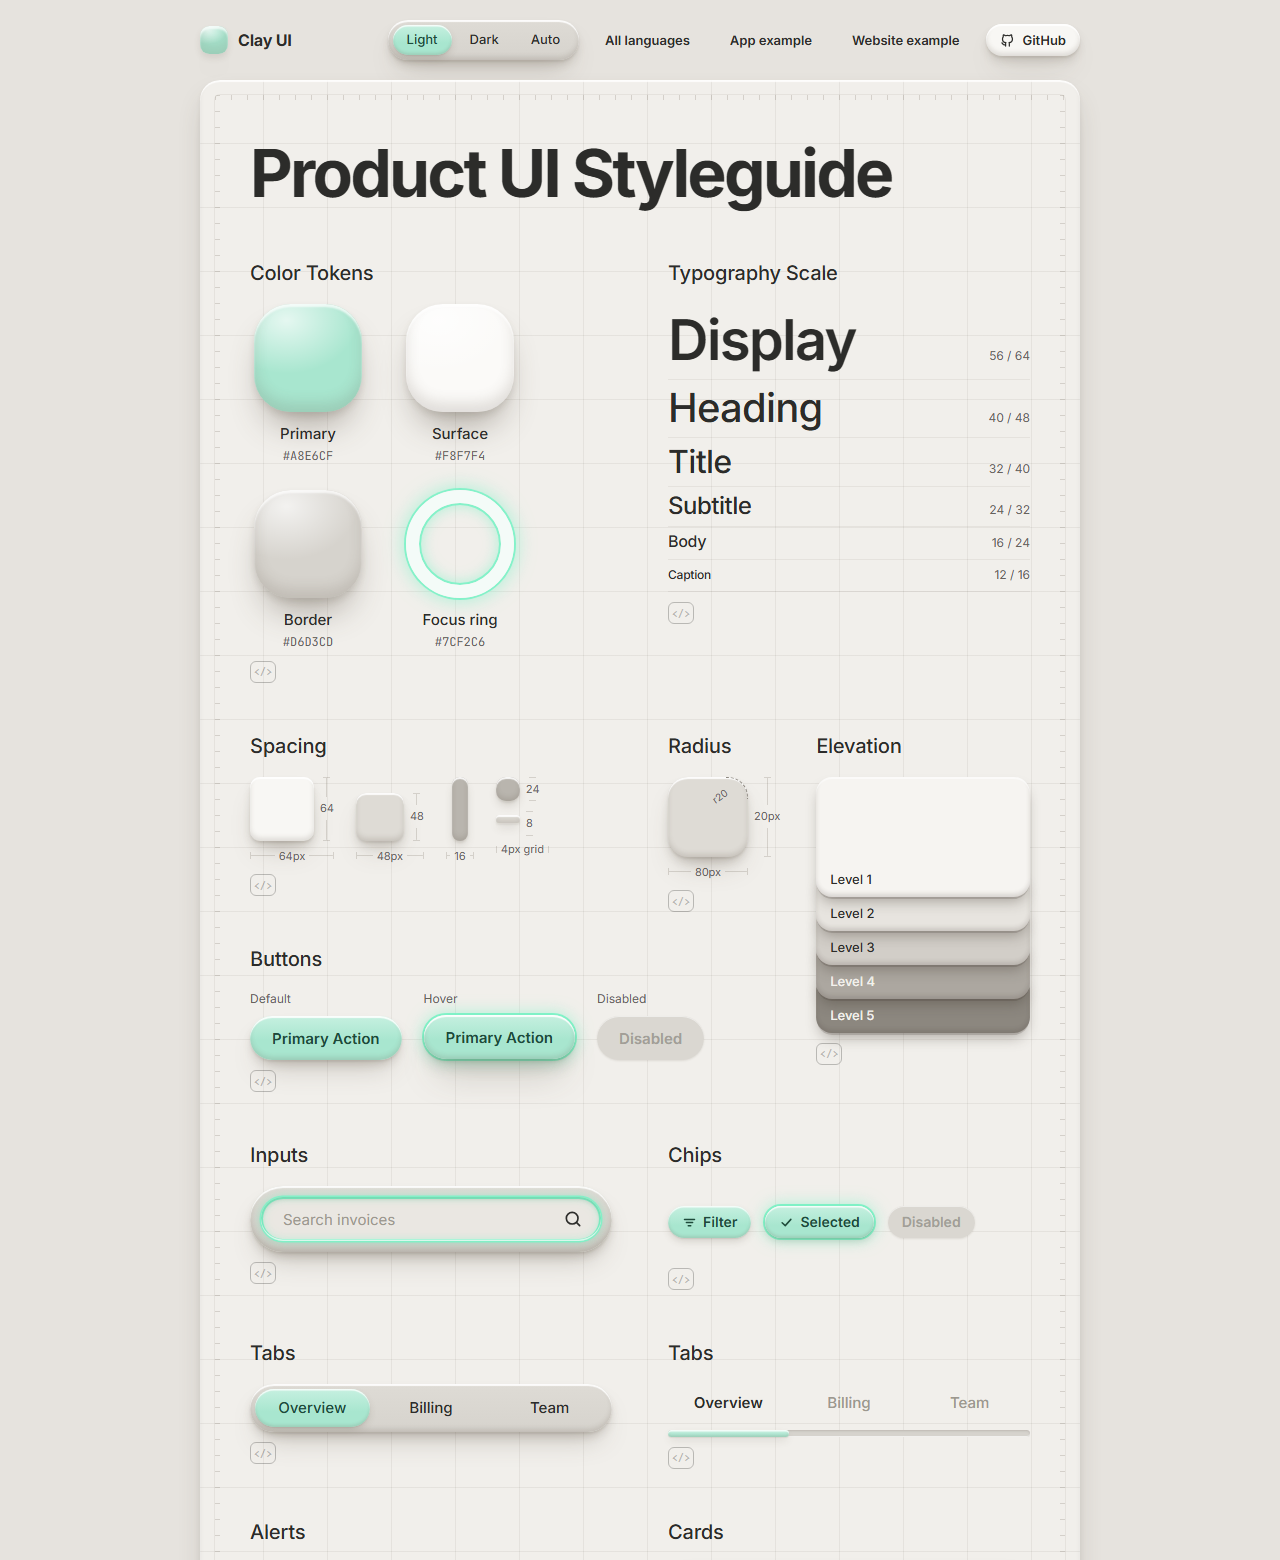 Clay UI
Light Dark Auto
All languages
App example
Website example
GitHub
Product UI Styleguide
Color Tokens
Primary
#A8E6CF
Surface
#F8F7F4
Border
#D6D3CD
Focus ring
#7CF2C6
</>
Typography Scale
Display 56 / 64
Heading 40 / 48
Title 32 / 40
Subtitle 24 / 32
Body 16 / 24
Caption 12 / 16
</>
Spacing
64
64px
48
48px
16
24
8
4px grid
</>
Radius
r20
20px
80px
</>
Elevation
Level 1
Level 2
Level 3
Level 4
Level 5
</>
Buttons
Default
Primary Action
Hover
Primary Action
Disabled
Disabled
</>
Inputs
Search invoices
</>
Chips
Filter
Selected
Disabled
</>
Tabs
Overview Billing Team
</>
Tabs
Overview Billing Team
</>
Alerts
Cards